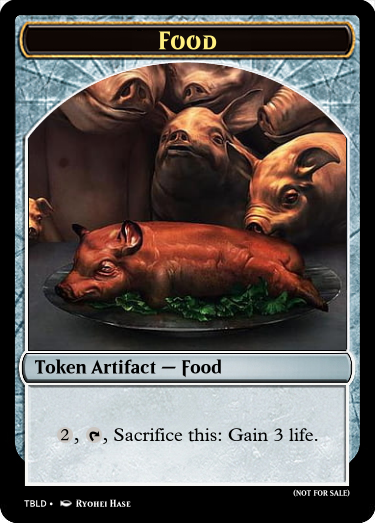 Food
Token Artifact — Food
2, , Sacrifice this: Gain 3 life.
(NOT FOR SALE)
TBLD • Ryohei Hase